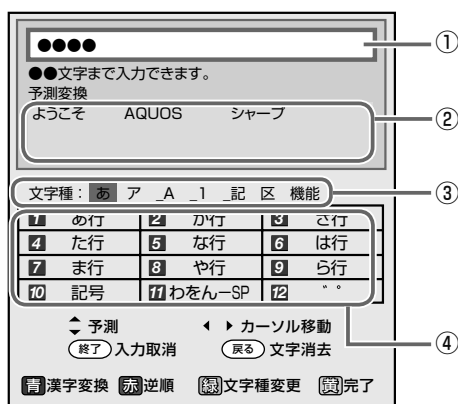 ●●●●
①
●●文字まで入力できます。
予測変換
ようこそ AQUOS シャープ
②
文字種： あ ア _A _1 _記 区 機能
③
1 あ行 2 か行 3 さ行
4 た行 5 な行 6 は行
7 ま行 8 や行 9 ら行
10 記号 11 わをん－SP 12 ゛゜
④
予測 カーソル移動
終了 入力取消 戻る 文字消去
青 漢字変換 赤 逆順 緑 文字種変更 黄 完了